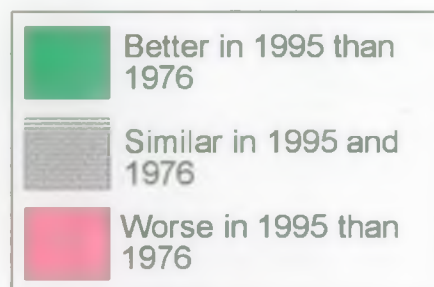 Better in 1995 than
1976
Similar in 1995 and
1976
Worse in 1995 than
1976